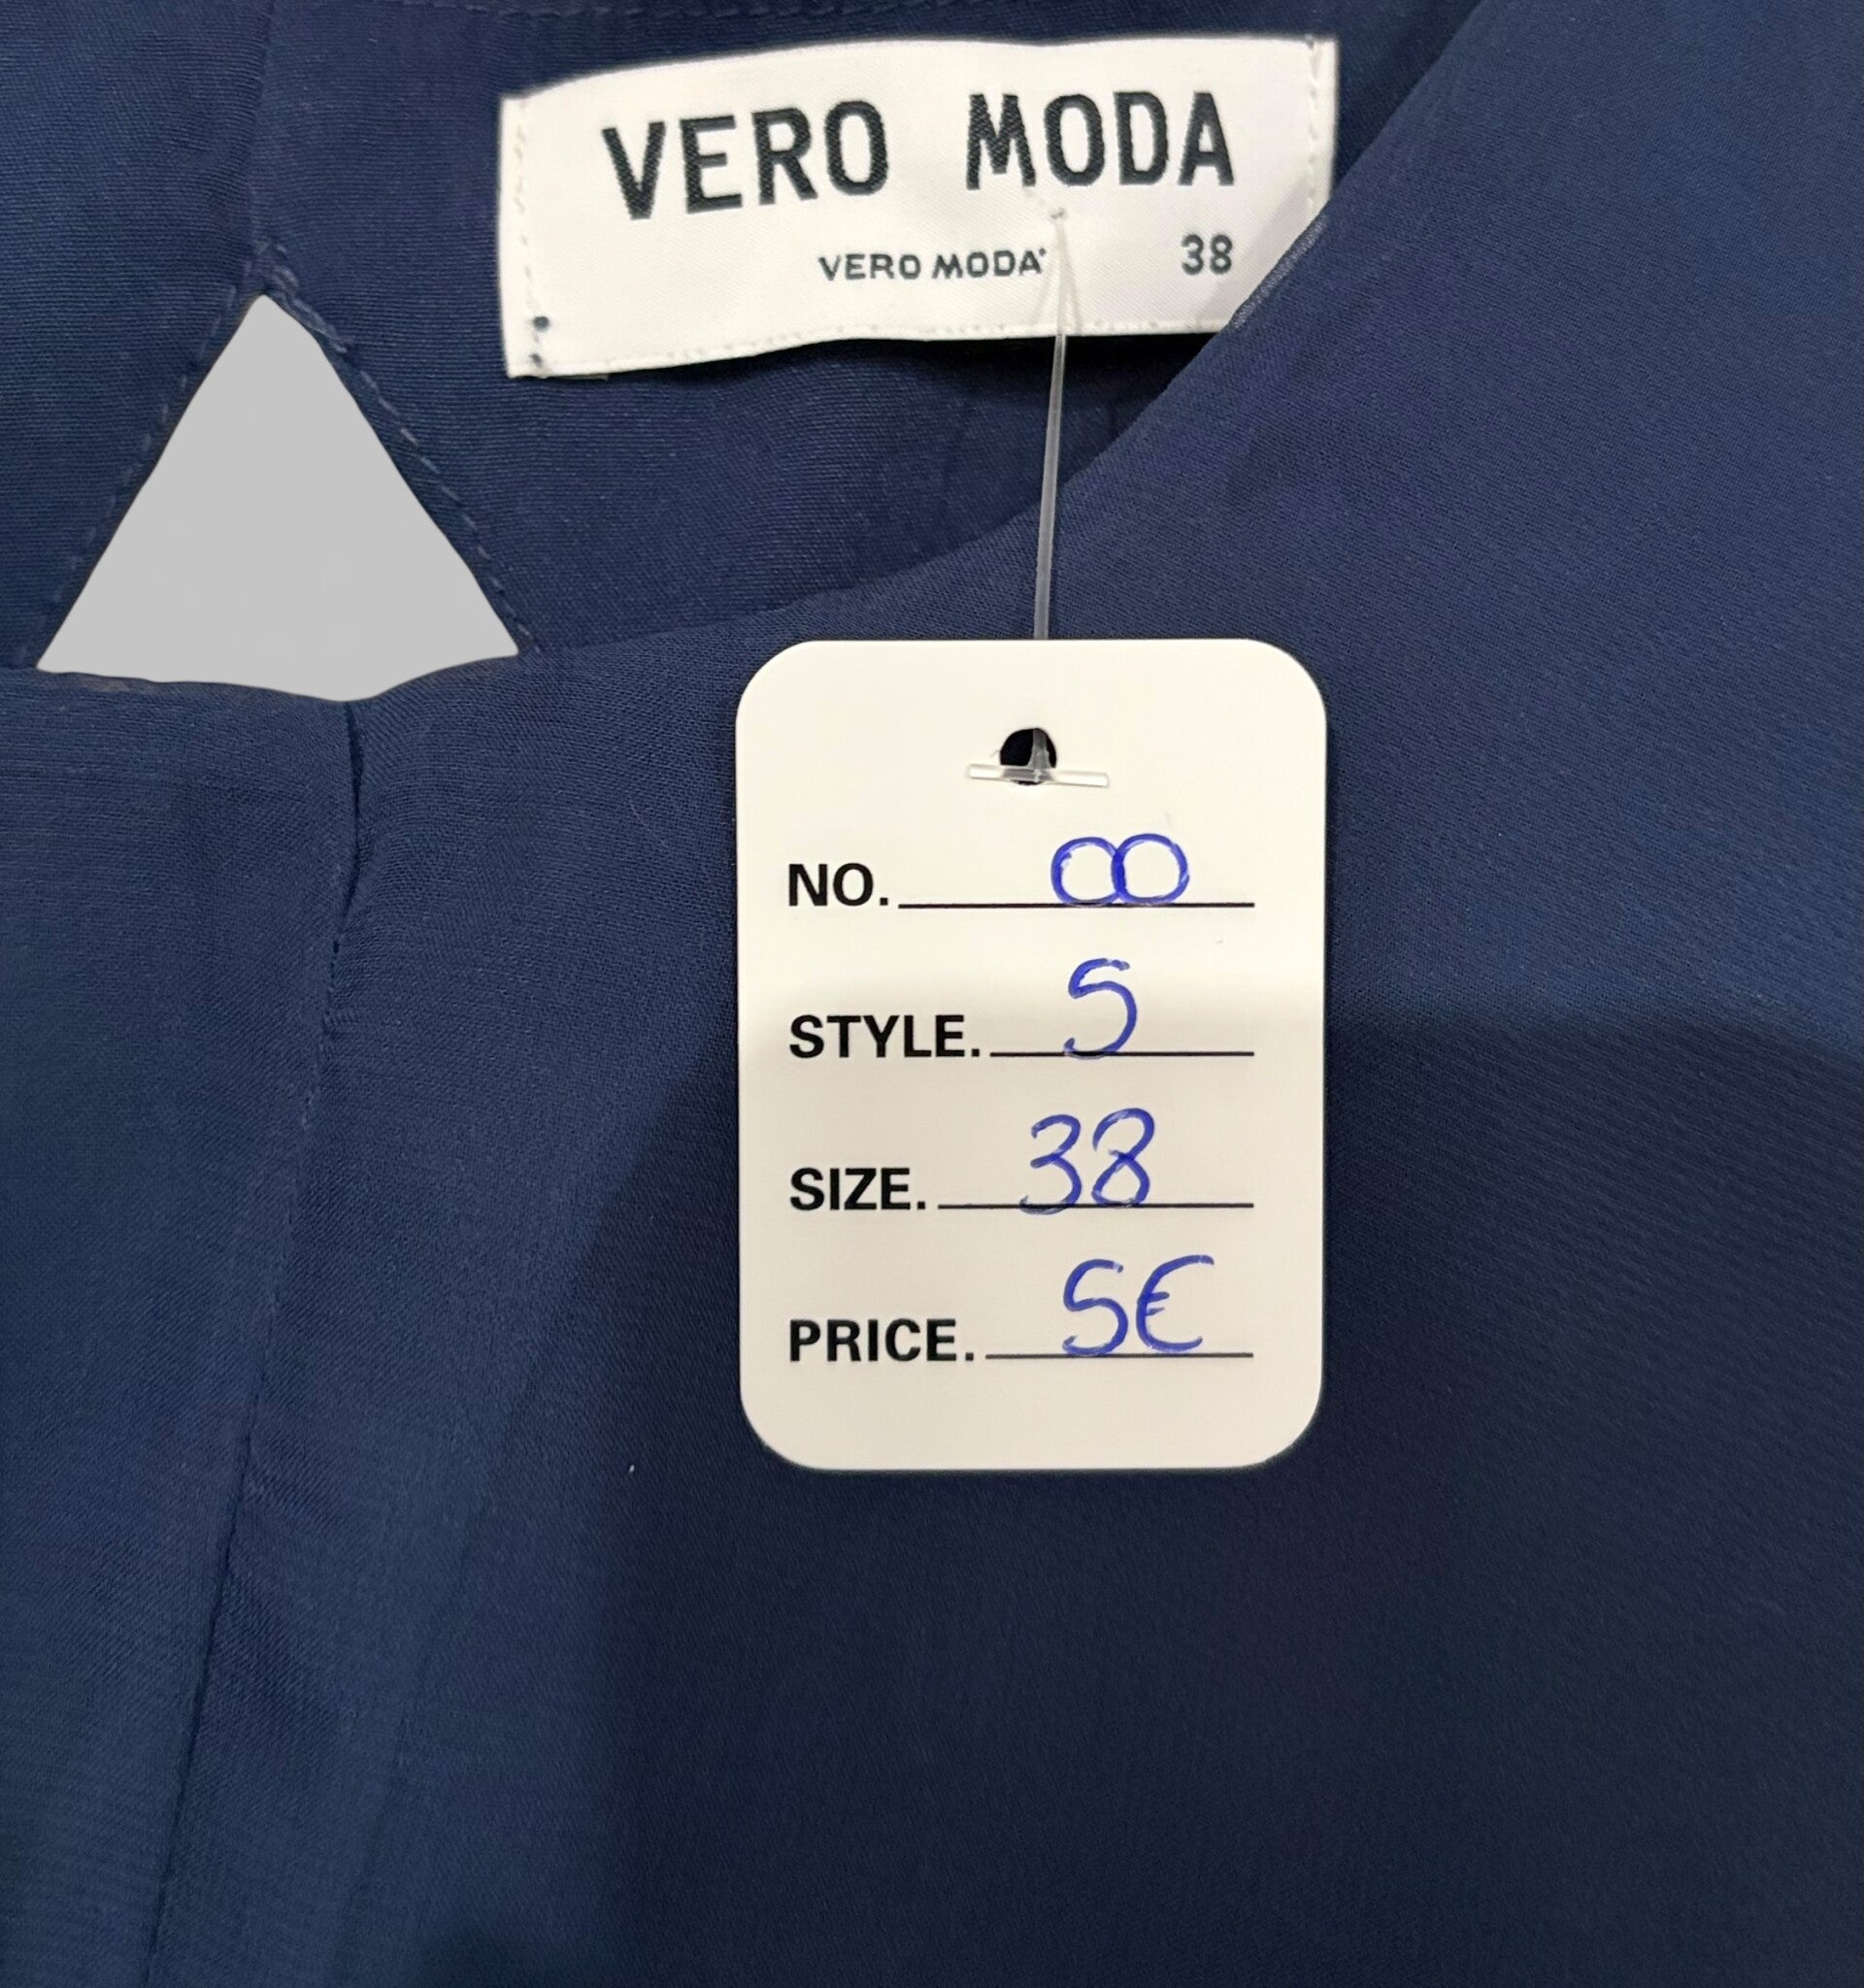 VERO MODA
VERO MODA 38
NO. 00
STYLE. 5
SIZE. 38
PRICE. 5€